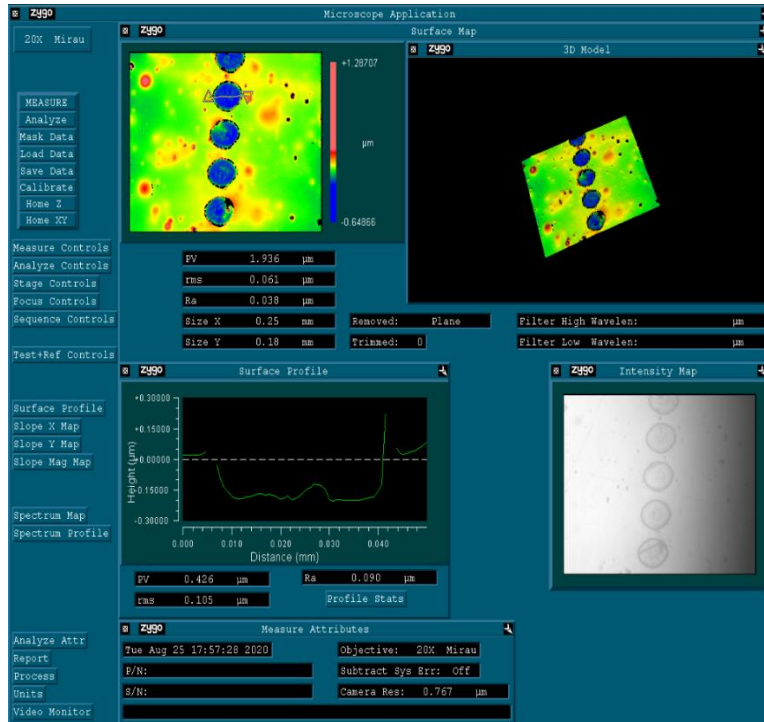 zygo Microscope Application
20X Mirau
MEASURE
Analyze
Mask Data
Load Data
Save Data
Calibrate
Home Z
Home XY
Measure Controls
Analyze Controls
Stage Controls
Focus Controls
Sequence Controls
Test+Ref Controls
Surface Profile
Slope X Map
Slope Y Map
Slope Mag Map
Spectrum Map
Spectrum Profile
Analyze Attr
Report
Process
Units
Video Monitor
zygo Surface Map
+1.28707
µm
-0.64866
zygo 3D Model
PV 1.936 µm
rms 0.061 µm
Ra 0.038 µm
Size X 0.25 mm
Size Y 0.18 mm
Removed: Plane
Trimmed: 0
Filter High Wavelen: µm
Filter Low Wavelen: µm
zygo Surface Profile
+0.30000
+0.15000
+0.00000
-0.15000
-0.30000
Height (µm)
0.000 0.010 0.020 0.030 0.040
Distance (mm)
PV 0.426 µm
rms 0.105 µm
Ra 0.090 µm
Profile Stats
zygo Intensity Map
zygo Measure Attributes
Tue Aug 25 17:57:28 2020
P/N:
S/N:
Objective: 20X Mirau
Subtract Sys Err: Off
Camera Res: 0.767 µm